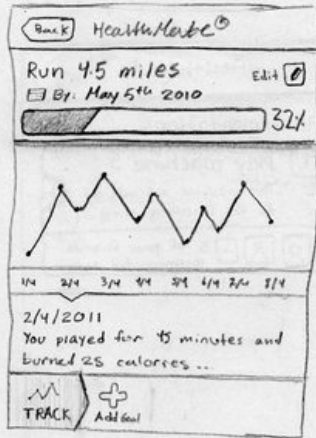 Back HealthMonth
Run 4.5 miles Edit
By: May 5th 2010
32%
1/4 2/4 3/4 4/4 5/4 6/4 7/4 8/4
2/4/2011
You played for 45 minutes and
burned 25 calories...
TRACK Add Goal